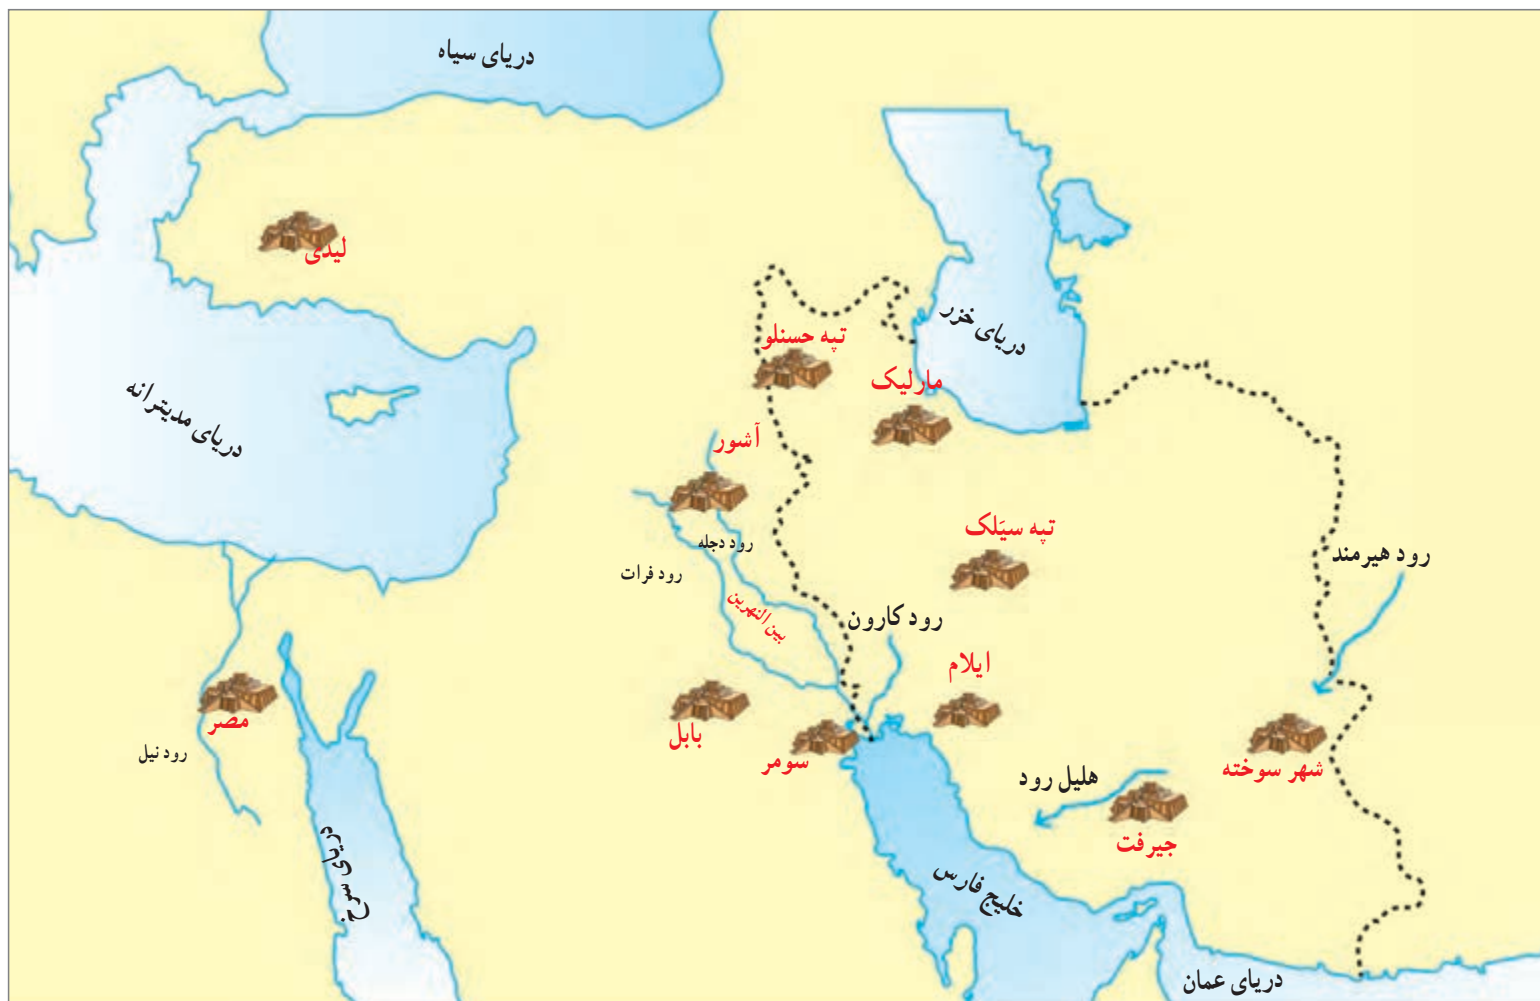 دریای سیاه
لیدی
دریای خزر
تپه حسنلو
مارلیک
دریای مدیترانه
آشور
تپه سیَلک
رود دجله
رود هیرمند
رود فرات
بین النهرین
رود کارون
ایلام
مصر
بابل
سومر
شهر سوخته
رود نیل
هلیل رود
جیرفت
دریای سرخ
خلیج فارس
دریای عمان